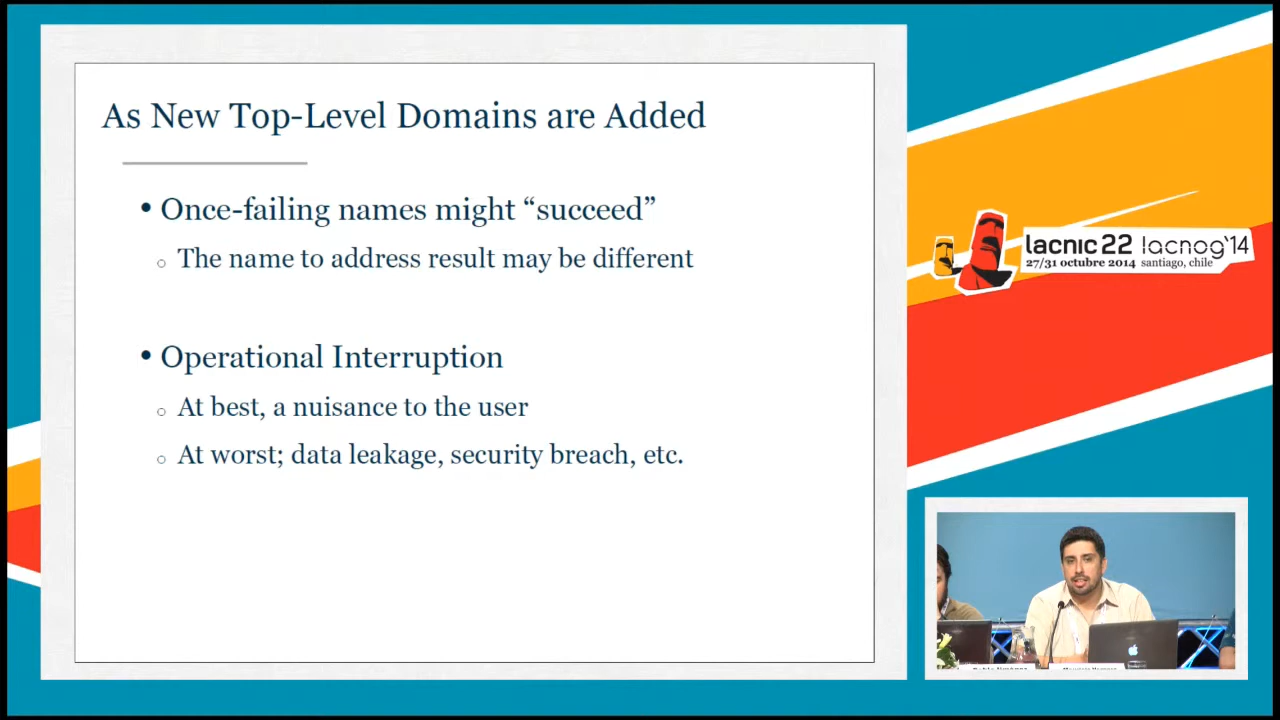 As New Top-Level Domains are Added
• Once-failing names might “succeed”
○ The name to address result may be different
• Operational Interruption
○ At best, a nuisance to the user
○ At worst; data leakage, security breach, etc.
lacnic 22 lacnog'14
27/31 octubre 2014 santiago, chile